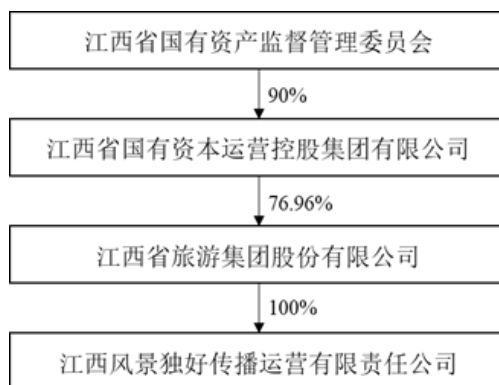 江西省国有资产监督管理委员会
90%
江西省国有资本运营控股集团有限公司
76.96%
江西省旅游集团股份有限公司
100%
江西风景独好传播运营有限责任公司